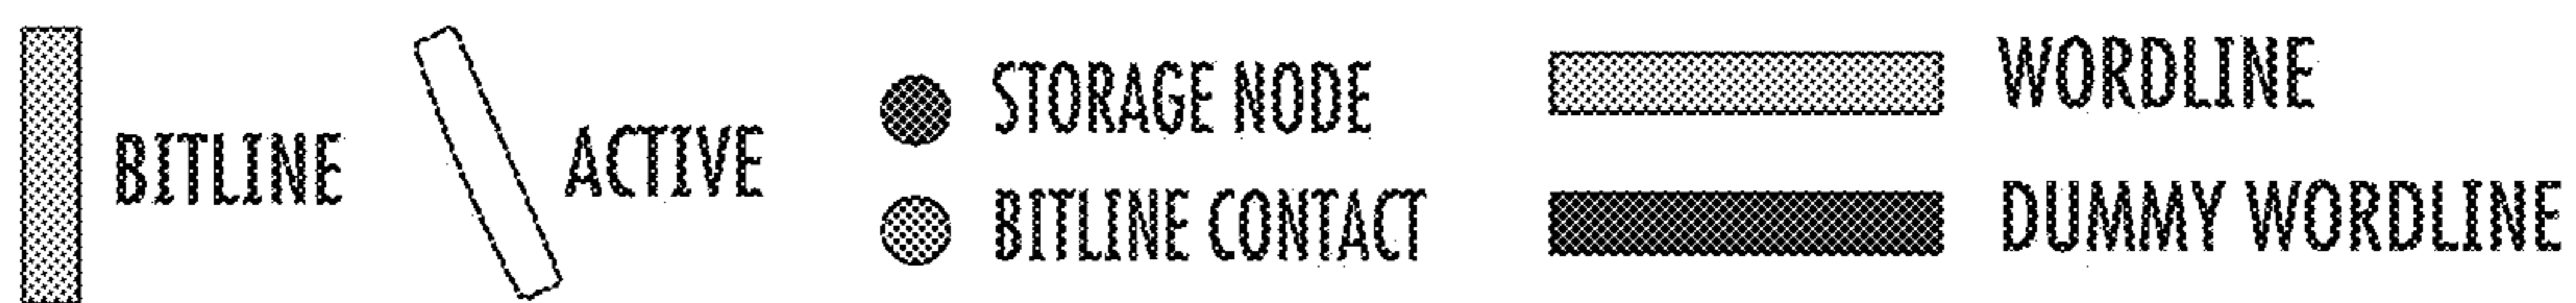 BITLINE
ACTIVE
STORAGE NODE
BITLINE CONTACT
WORDLINE
DUMMY WORDLINE